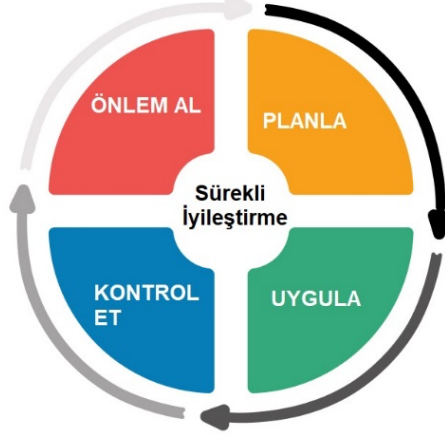 ÖNLEM AL
PLANLA
Sürekli
İyileştirme
KONTROL
ET
UYGULA